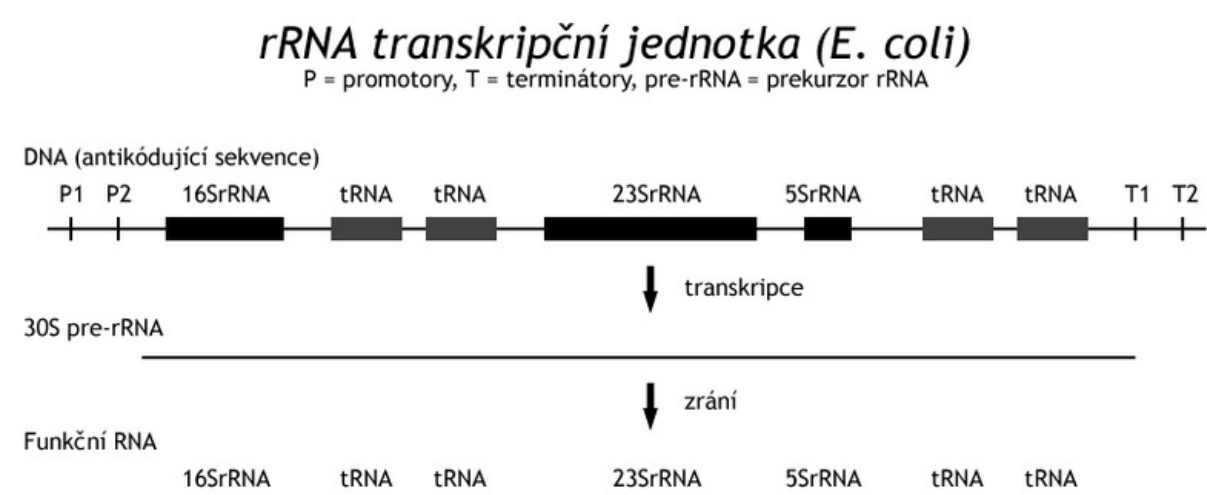 rRNA transkripční jednotka (E. coli)
P = promotory, T = terminátory, pre-rRNA = prekurzor rRNA
DNA (antikódující sekvence)
P1 P2 16SrRNA tRNA tRNA 23SrRNA 5SrRNA tRNA tRNA T1 T2
transkripce
30S pre-rRNA
zrání
Funkční RNA
16SrRNA tRNA tRNA 23SrRNA 5SrRNA tRNA tRNA